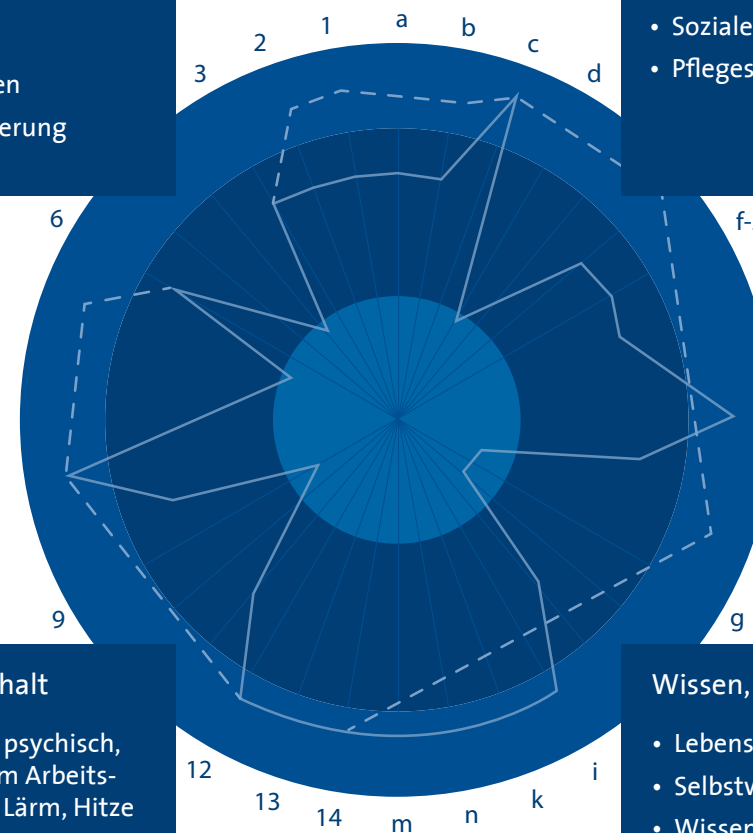 en
erung
• Soziale
• Pfleges
3
2
1
a
b
c
d
6
f-
9
g
halt
psychisch,
m Arbeits-
Lärm, Hitze
12
13
14
m
n
k
i
Wissen,
• Lebens
• Selbstv
• Wissen